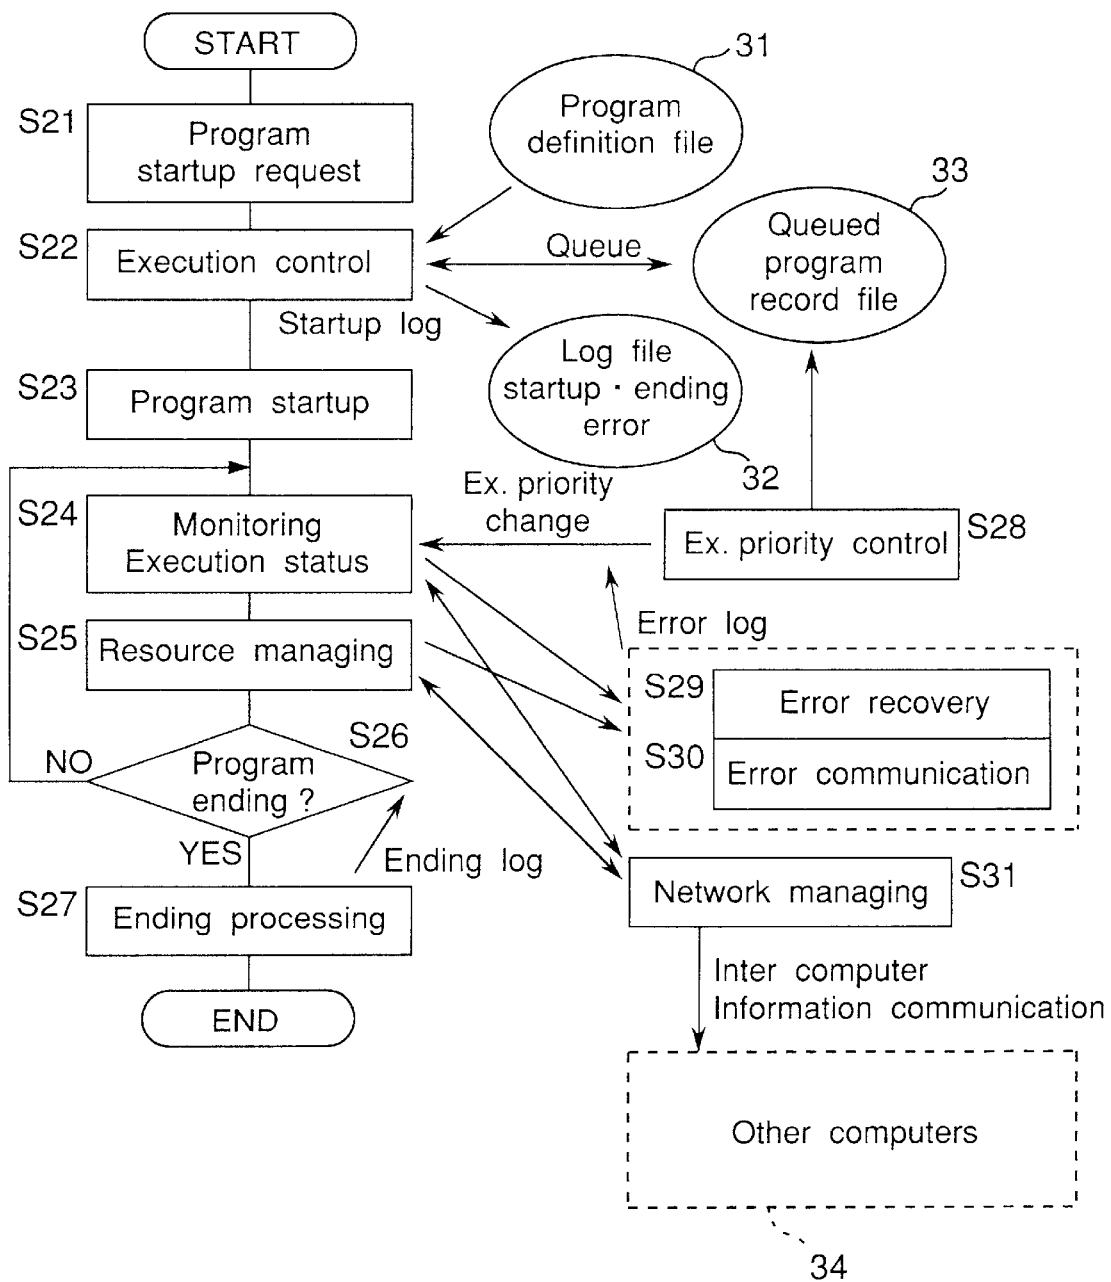 START
31
S21
Program
startup request
Program
definition file
33
S22
Execution control
Queue
Queued
program
record file
Startup log
Log file
startup · ending
error
S23
Program startup
32
Ex. priority
change
S24
Monitoring
Execution status
Ex. priority control
S28
S25
Resource managing
Error log
S29
Error recovery
S30
Error communication
S26
NO
Program
ending ?
YES
Ending log
S27
Ending processing
Network managing
S31
END
Inter computer
Information communication
Other computers
34